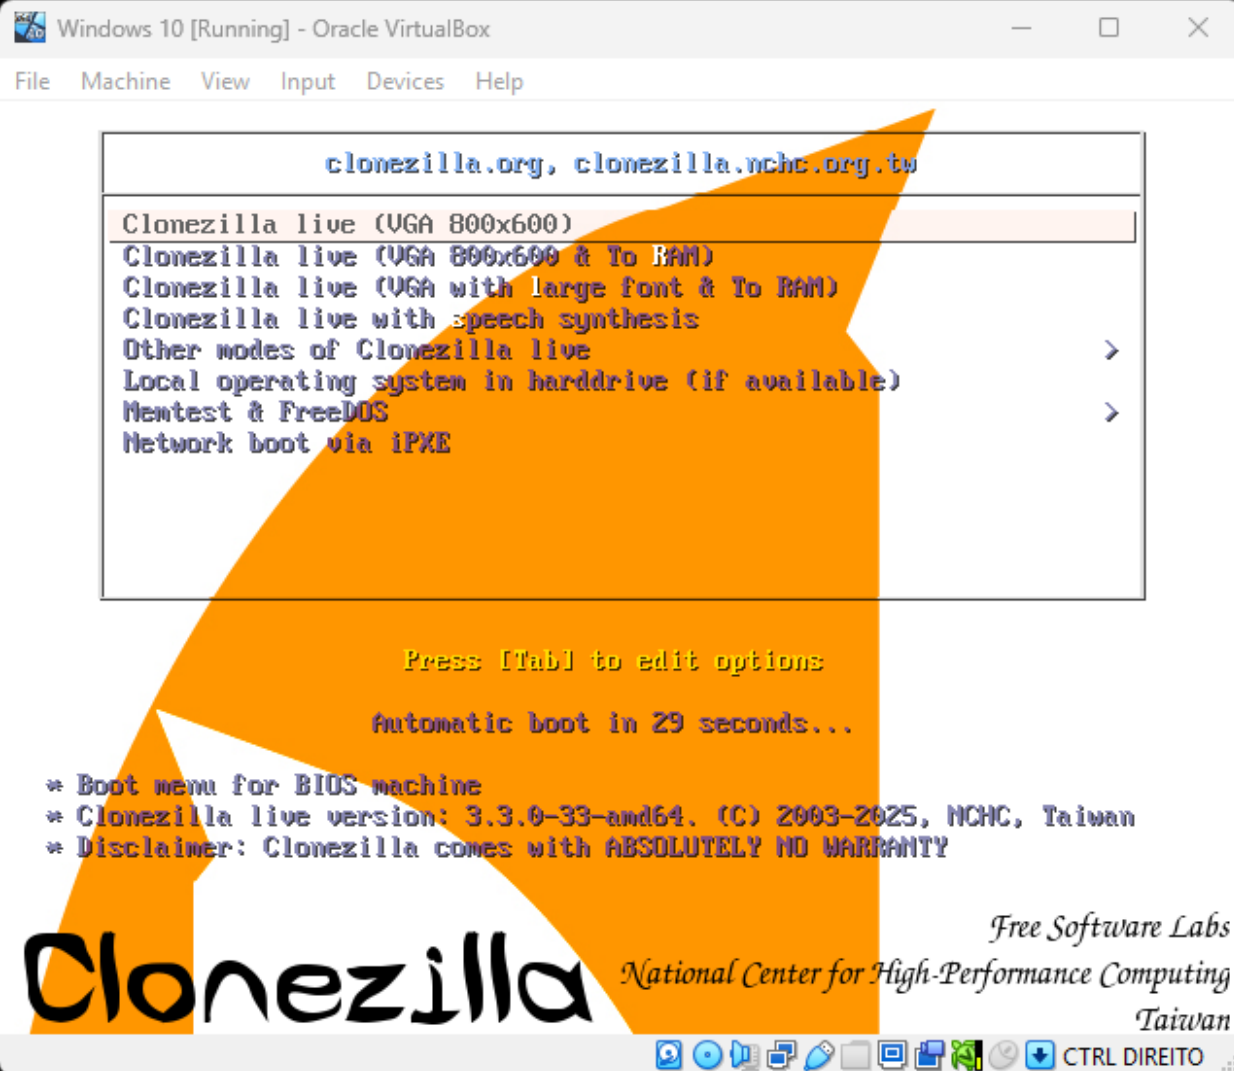 Windows 10 [Running] - Oracle VirtualBox
File Machine View Input Devices Help
clonezilla.org, clonezilla.nchc.org.tw
Clonezilla live (VGA 800x600)
Clonezilla live (VGA 800x600 & To RAM)
Clonezilla live (VGA with large font & To RAM)
Clonezilla live with speech synthesis
Other modes of Clonezilla live >
Local operating system in harddrive (if available)
Memtest & FreeDOS >
Network boot via iPXE
Press [Tab] to edit options
Automatic boot in 29 seconds...
* Boot menu for BIOS machine
* Clonezilla live version: 3.3.0-33-amd64. (C) 2003-2025, NCHC, Taiwan
* Disclaimer: Clonezilla comes with ABSOLUTELY NO WARRANTY
Clonezilla
Free Software Labs
National Center for High-Performance Computing
Taiwan
CTRL DIREITO